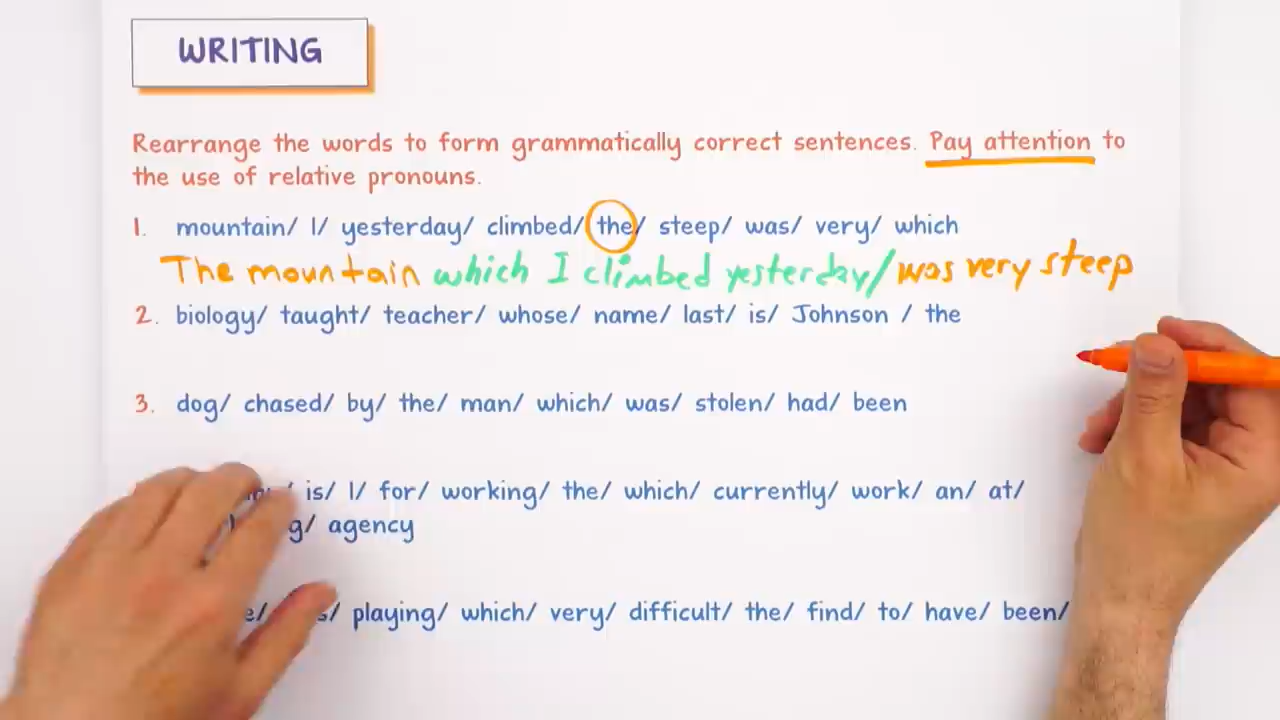 WRITING
Rearrange the words to form grammatically correct sentences. Pay attention to
the use of relative pronouns.
1. mountain/ I/ yesterday/ climbed/ the/ steep/ was/ very/ which
The mountain which I climbed yesterday/ was very steep
2. biology/ taught/ teacher/ whose/ name/ last/ is/ Johnson / the
3. dog/ chased/ by/ the/ man/ which/ was/ stolen/ had/ been
is/ I/ for/ working/ the/ which/ currently/ work/ an/ at/
agency
playing/ which/ very/ difficult/ the/ find/ to/ have/ been/